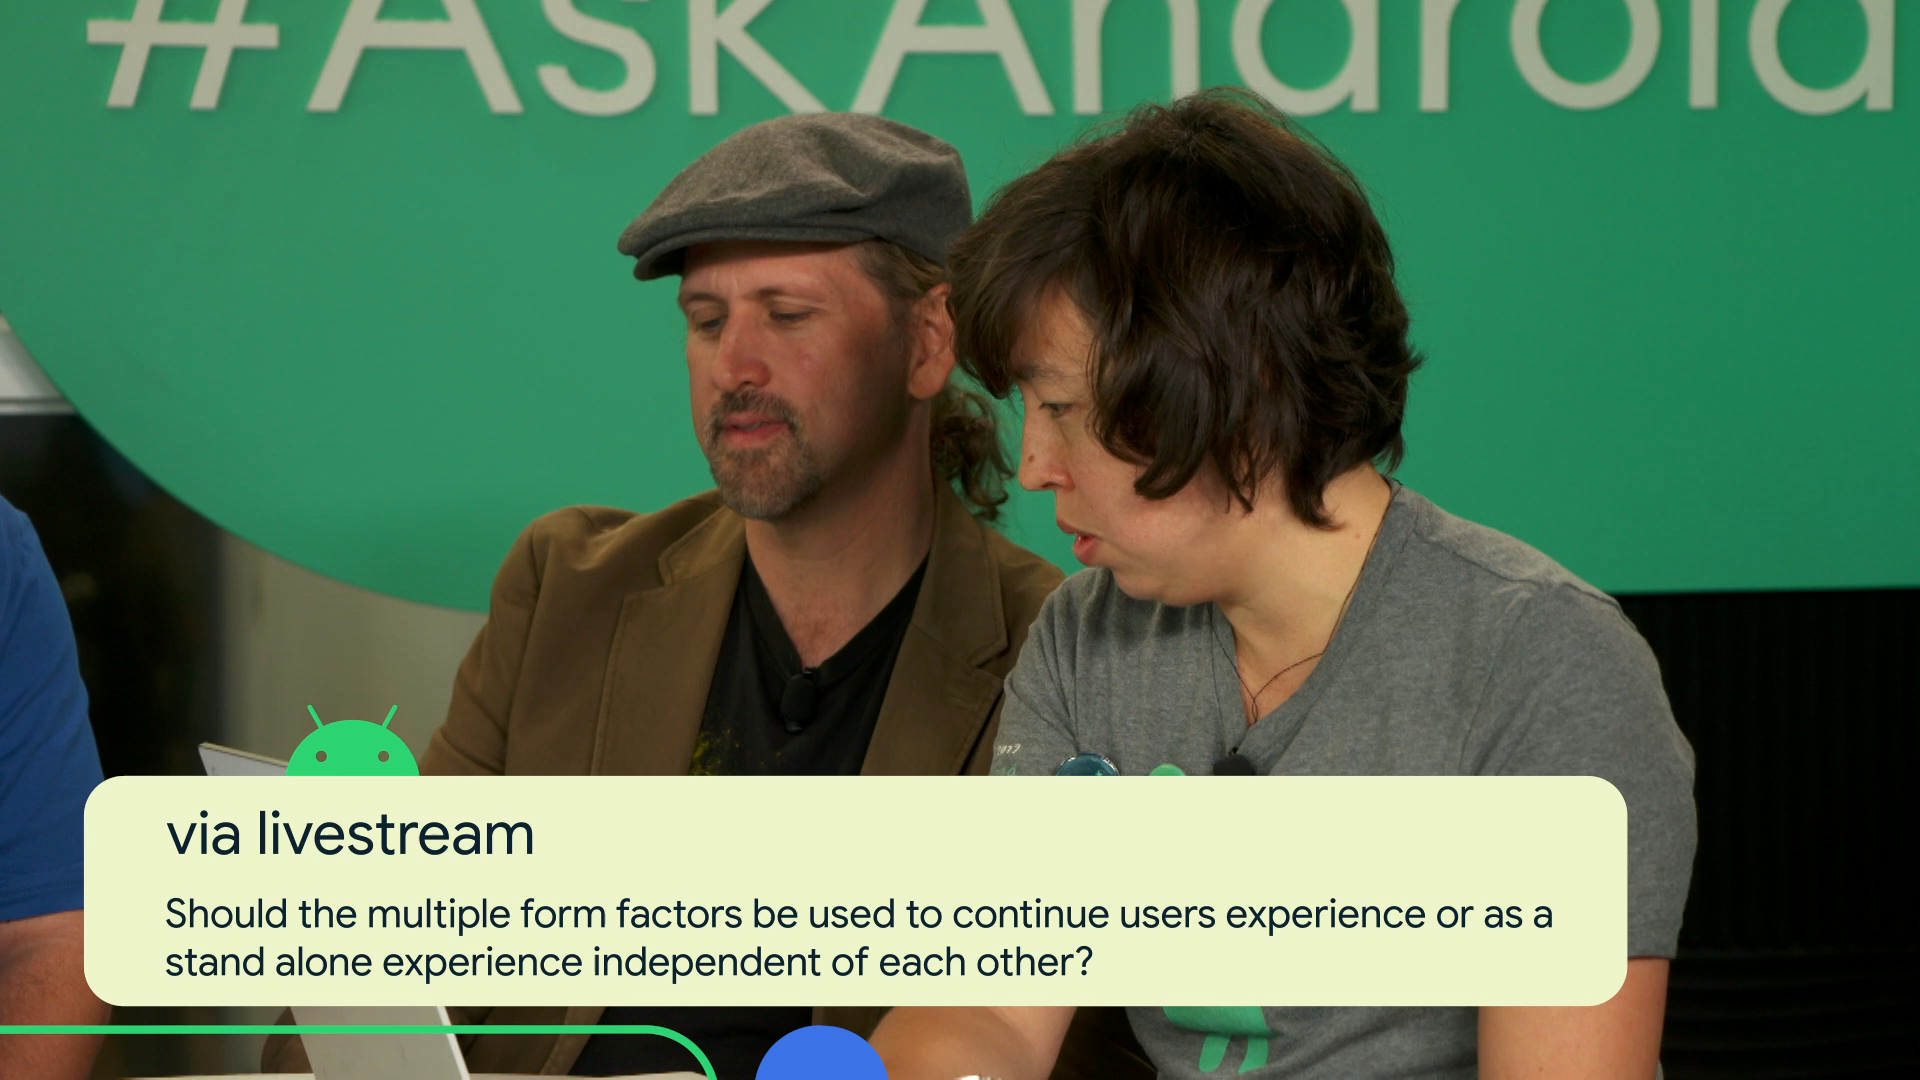 #AskAndroid
via livestream
Should the multiple form factors be used to continue users experience or as a
stand alone experience independent of each other?